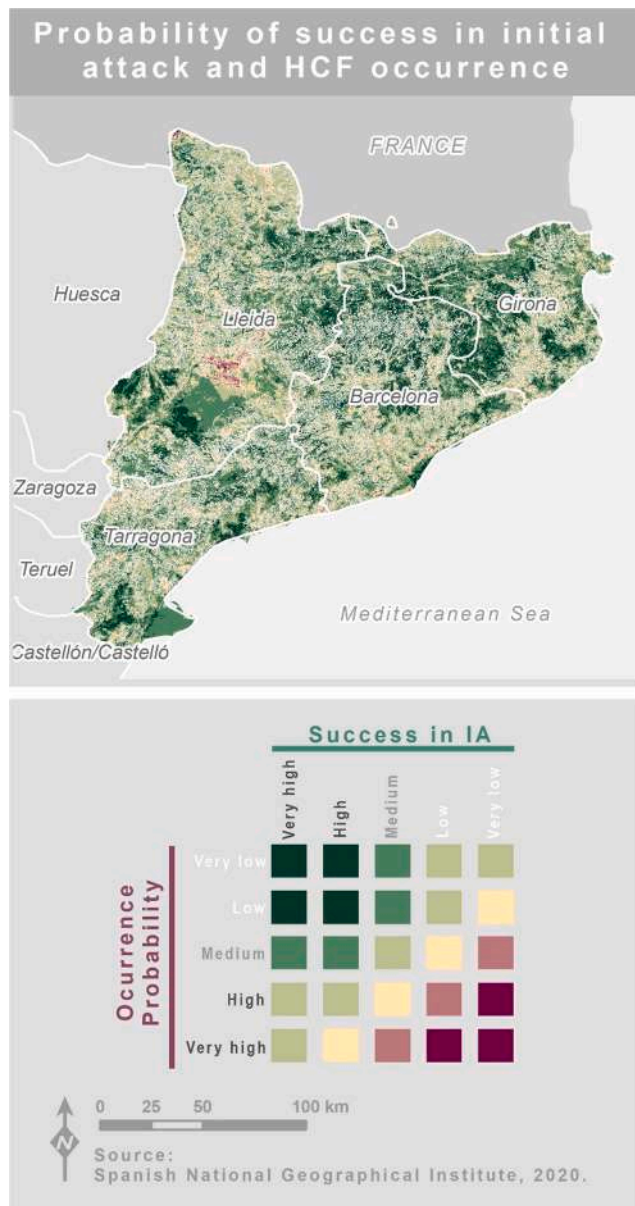 Probability of success in initial
attack and HCF occurrence
FRANCE
Huesca
Lleida
Girona
Barcelona
Zaragoza
Tarragona
Teruel
Mediterranean Sea
Castellón/Castelló
Success in IA
Very high
High
Medium
Low
Very low
Ocurrence
Probability
Very low
Low
Medium
High
Very high
0 25 50 100 km
N
Source:
Spanish National Geographical Institute, 2020.